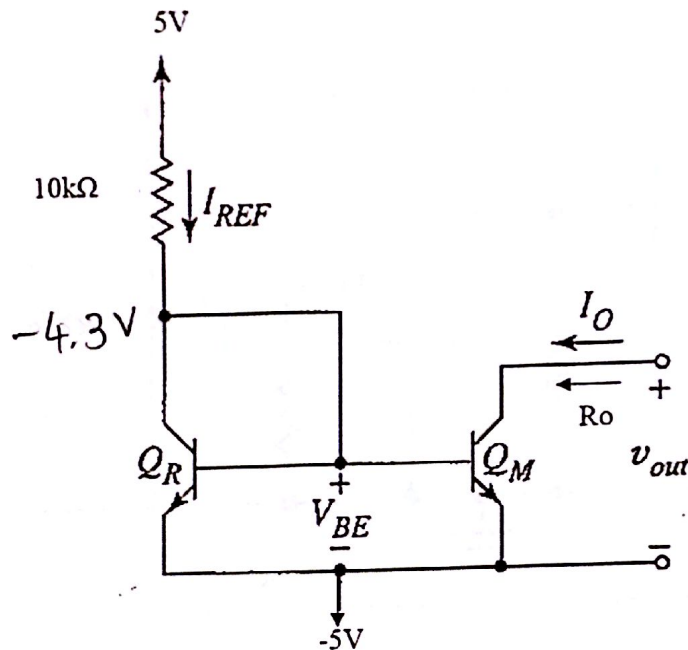 5V
10kΩ
I_REF
-4.3V
I_O
Ro
+
Q_R
+
V_BE
−
Q_M
v_out
−
-5V